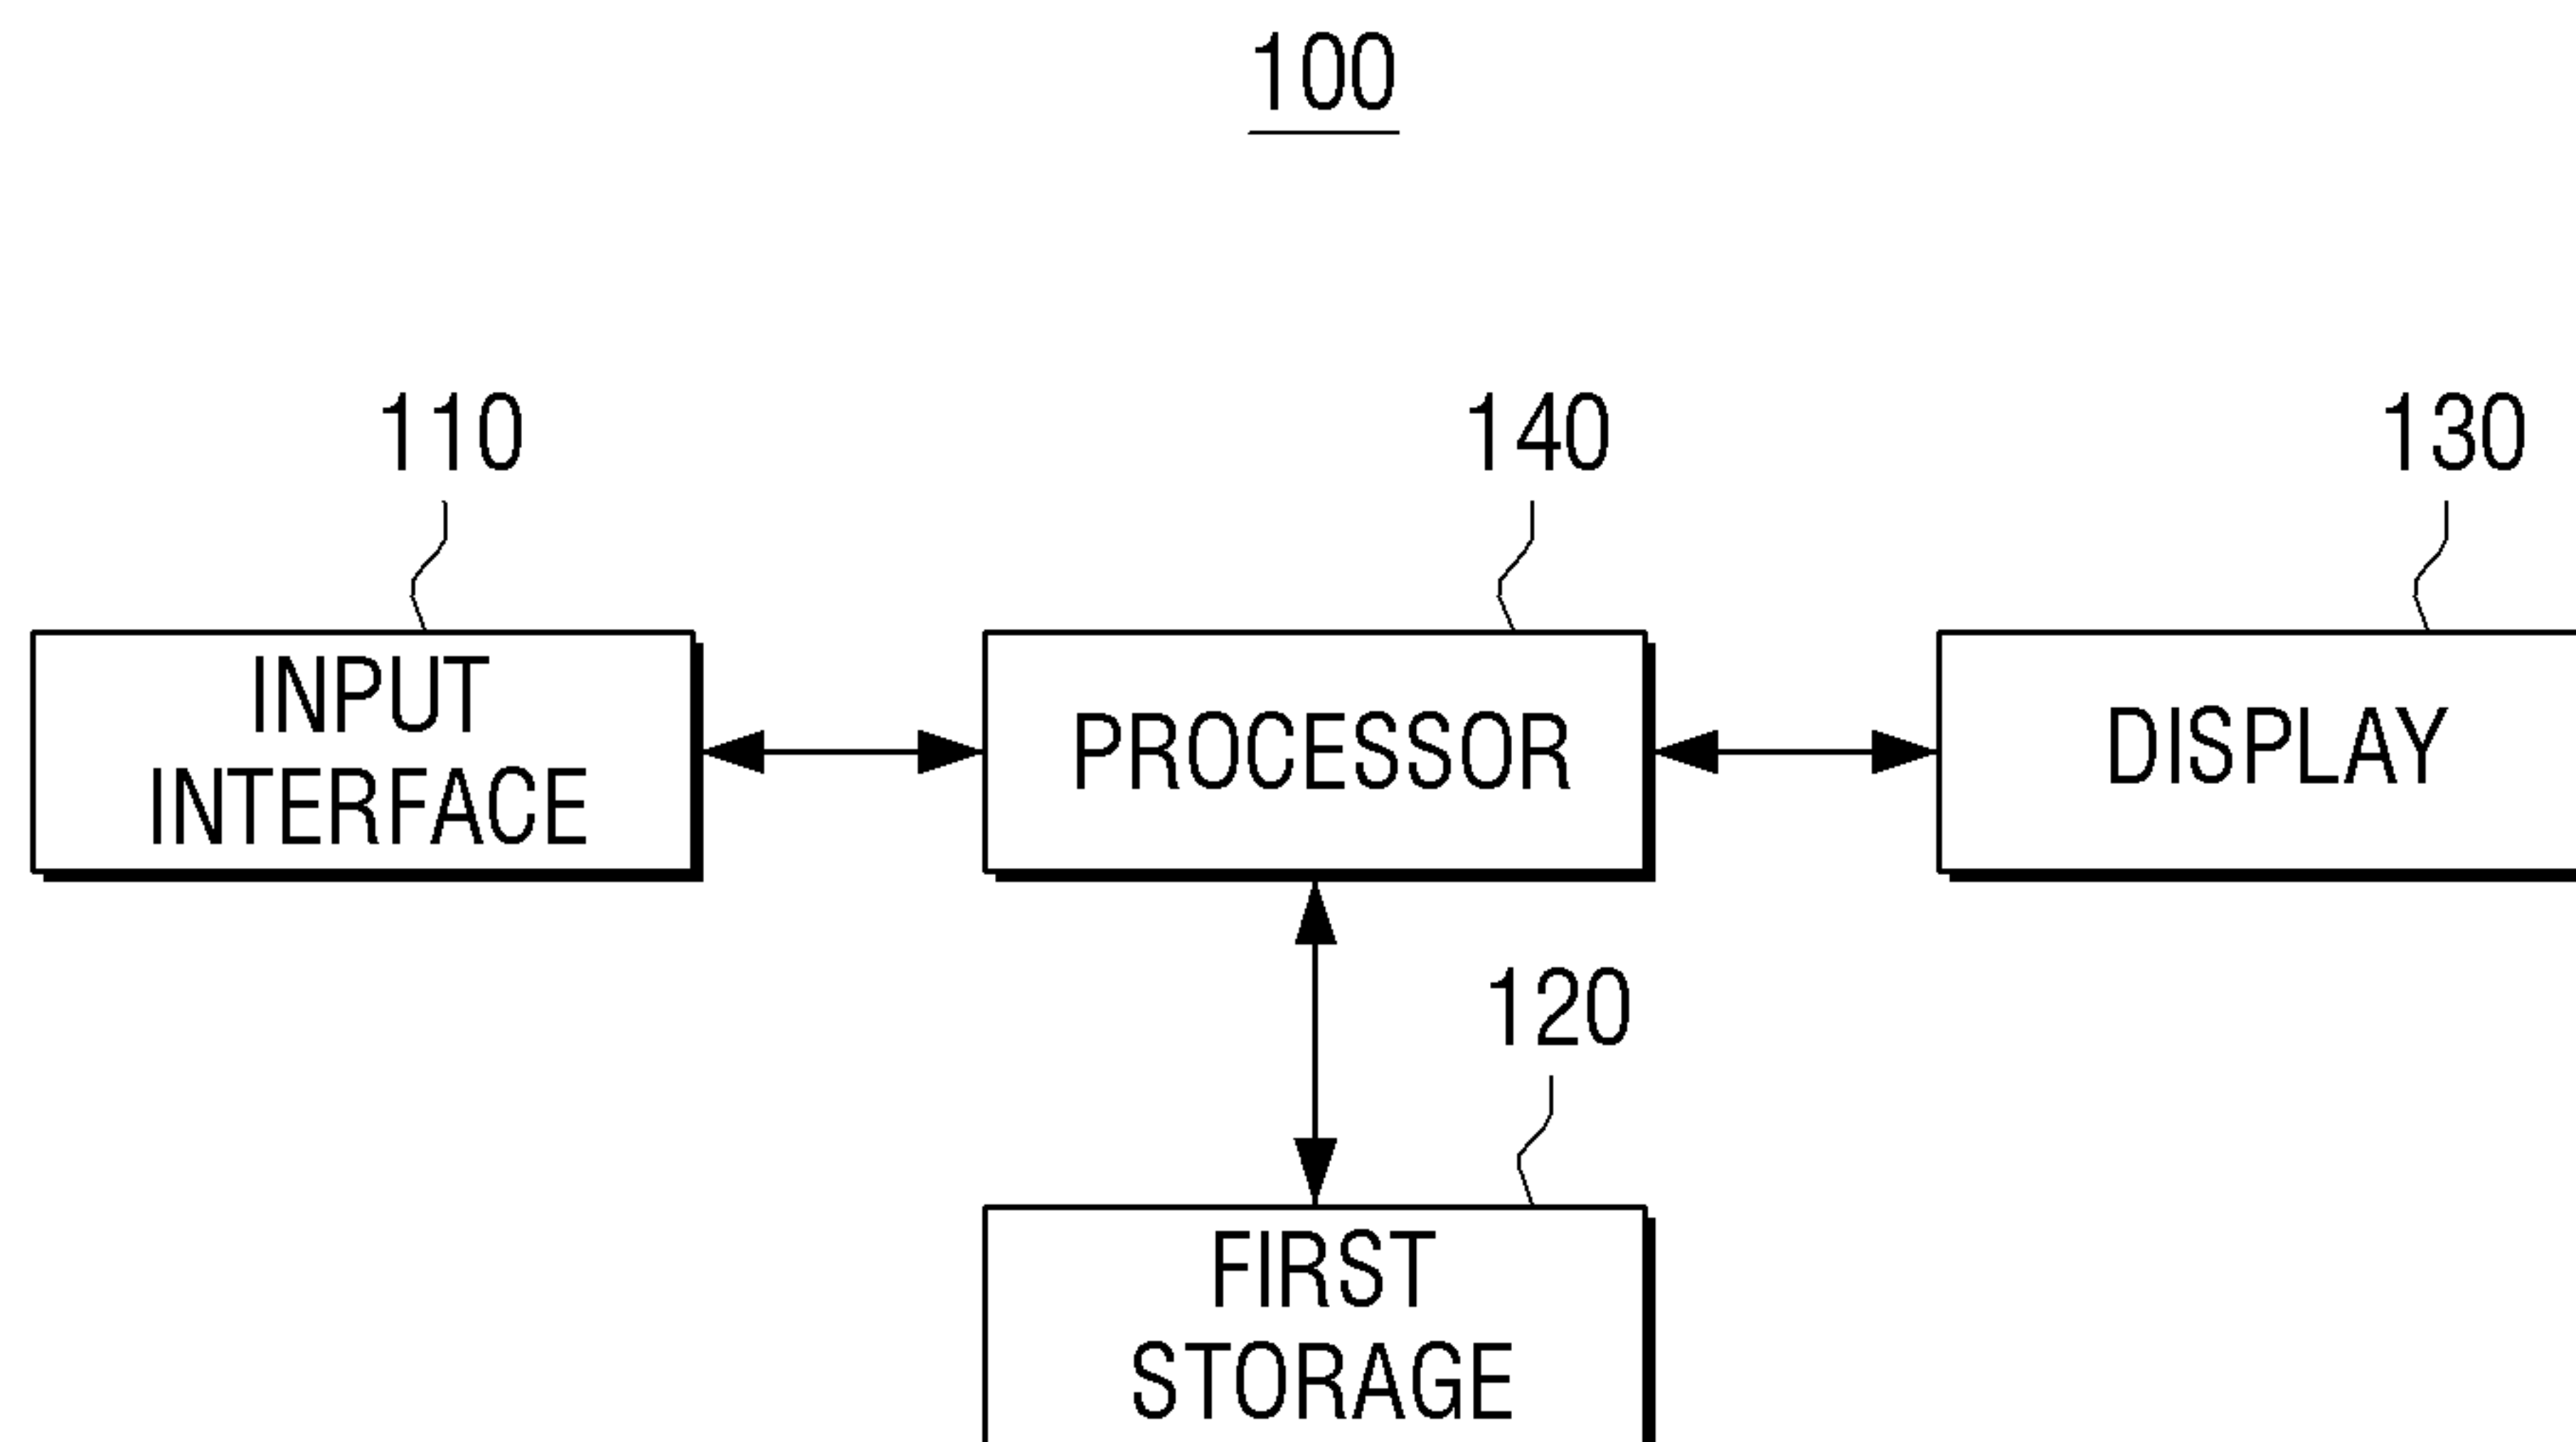 100
110
140
130
INPUT
INTERFACE
PROCESSOR
DISPLAY
120
FIRST
STORAGE